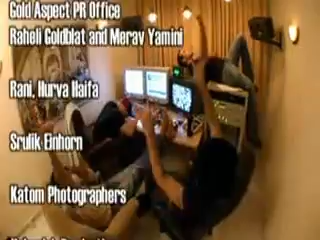 Gold Aspect PR Office
Raheli Goldblat and Merav Yamini
Rani, Hurva Haifa
Srulik Einhorn
Katom Photographers